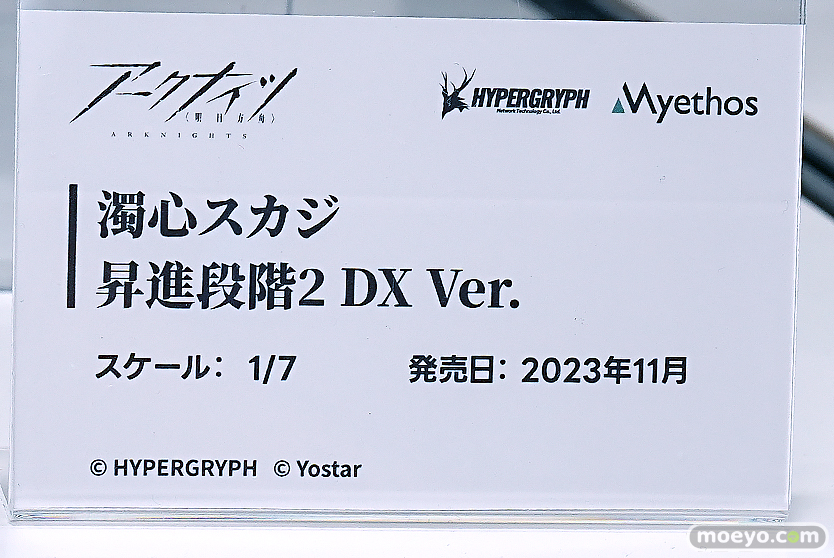 アークナイツ
〈明日方舟〉
ARKNIGHTS
HYPERGRYPH
Network Technology Co., Ltd.
Myethos
濁心スカジ
昇進段階2 DX Ver.
スケール： 1/7
発売日： 2023年11月
© HYPERGRYPH © Yostar
moeyo.com